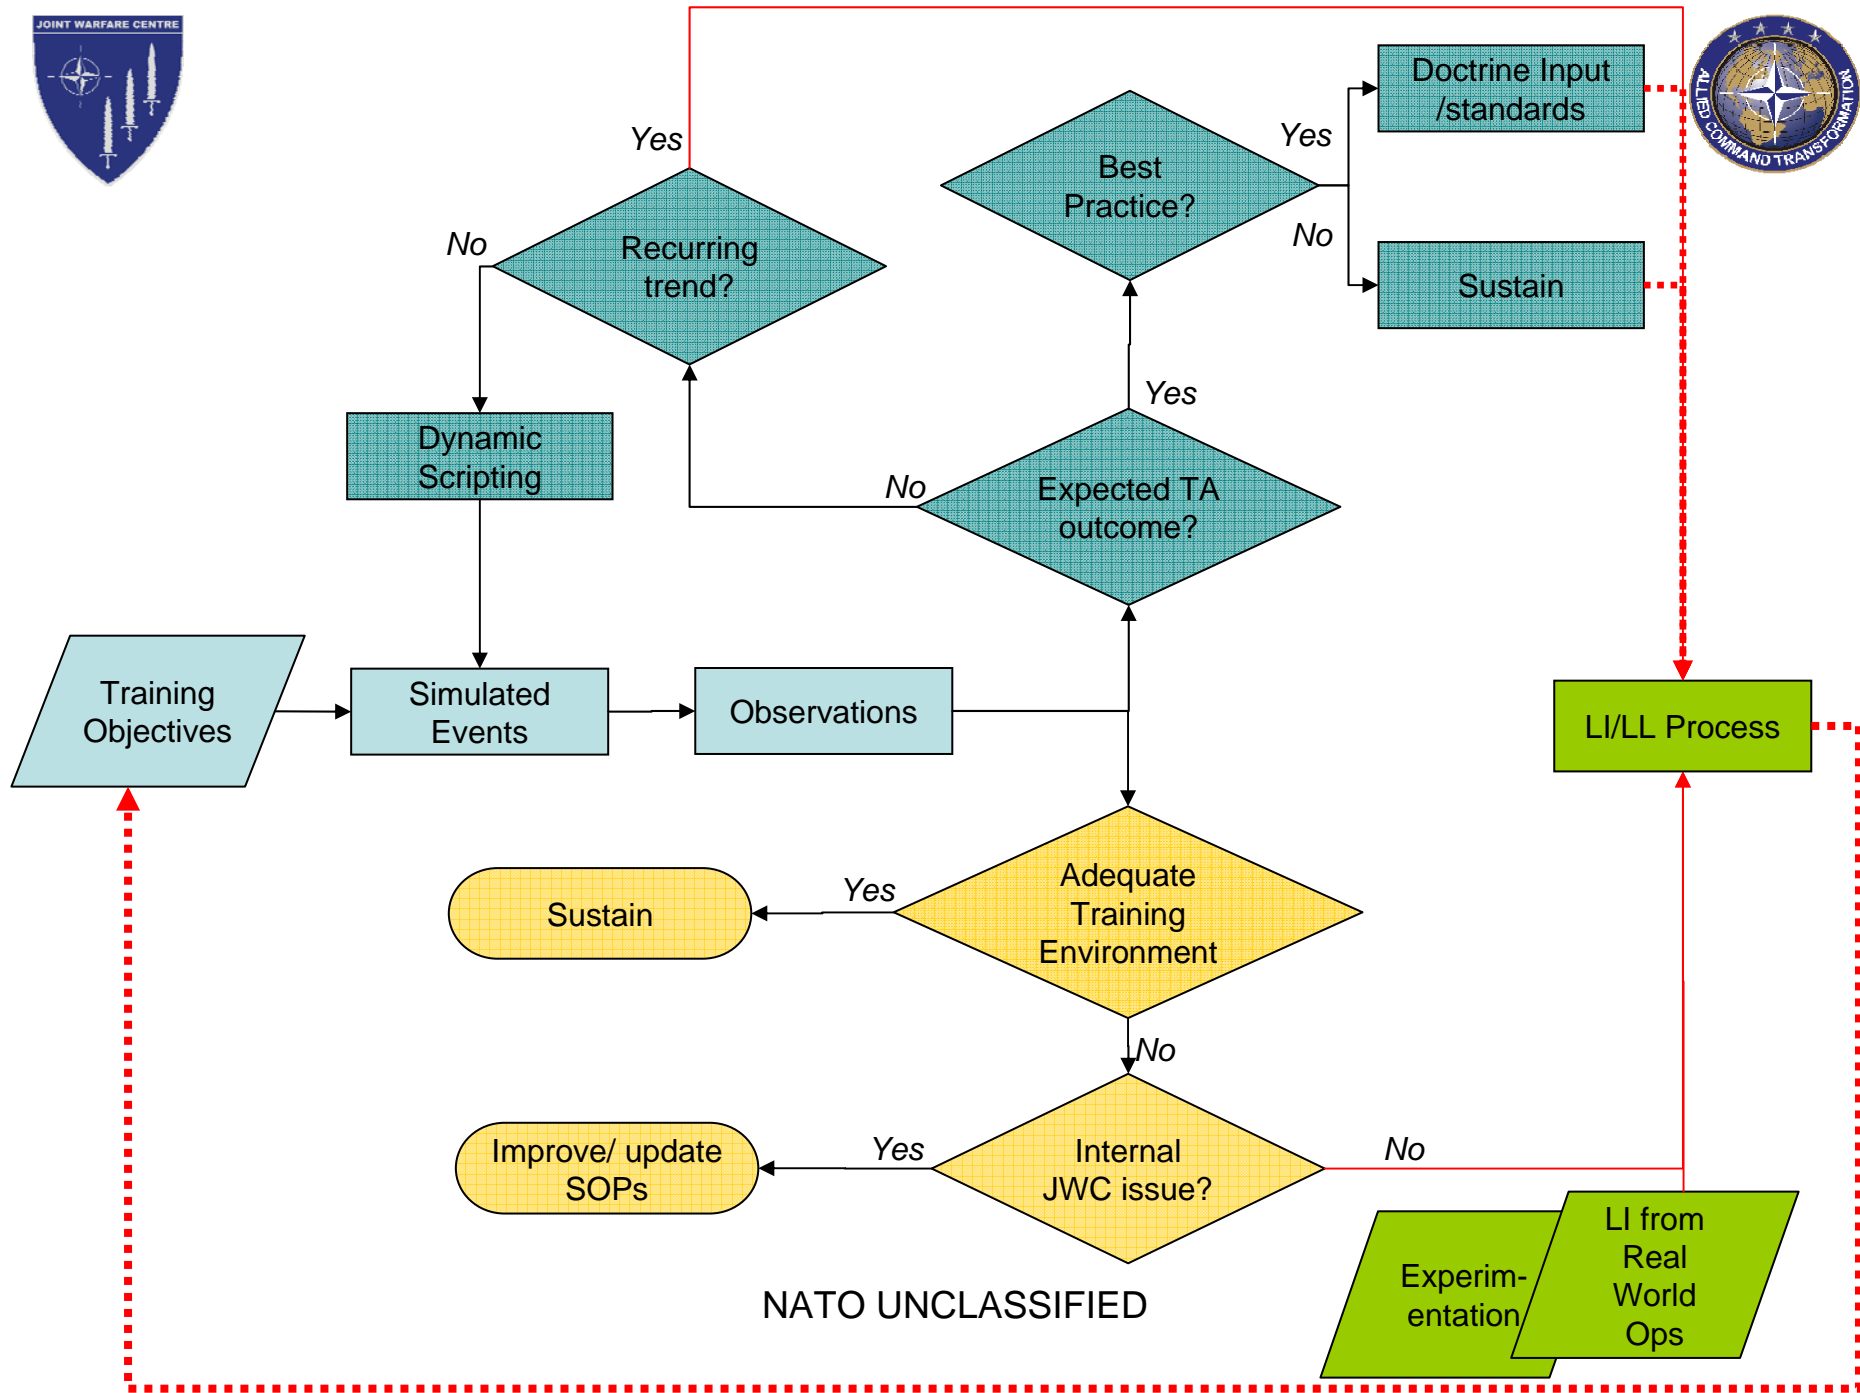 JOINT WARFARE CENTRE
ALLIED COMMAND TRANSFORMATION
Doctrine Input
/standards
Yes
Yes
Best
Practice?
No
Recurring
trend?
No
Sustain
Yes
Dynamic
Scripting
No
Expected TA
outcome?
Training
Objectives
Simulated
Events
Observations
LI/LL Process
Adequate
Training
Environment
Yes
Sustain
No
Improve/ update
SOPs
Yes
Internal
JWC issue?
No
LI from
Real
World
Ops
Experim-
entation
NATO UNCLASSIFIED